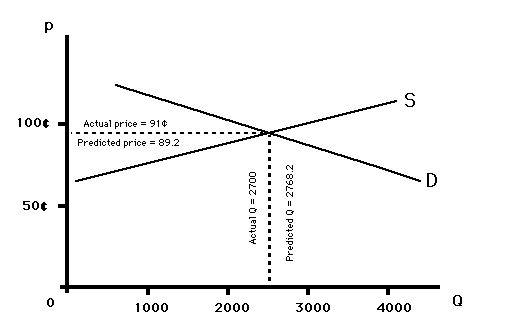 P
100¢
Actual price = 91¢
Predicted price = 89.2
S
D
50¢
Actual Q = 2700
Predicted Q = 2768.2
0
1000
2000
3000
4000
Q